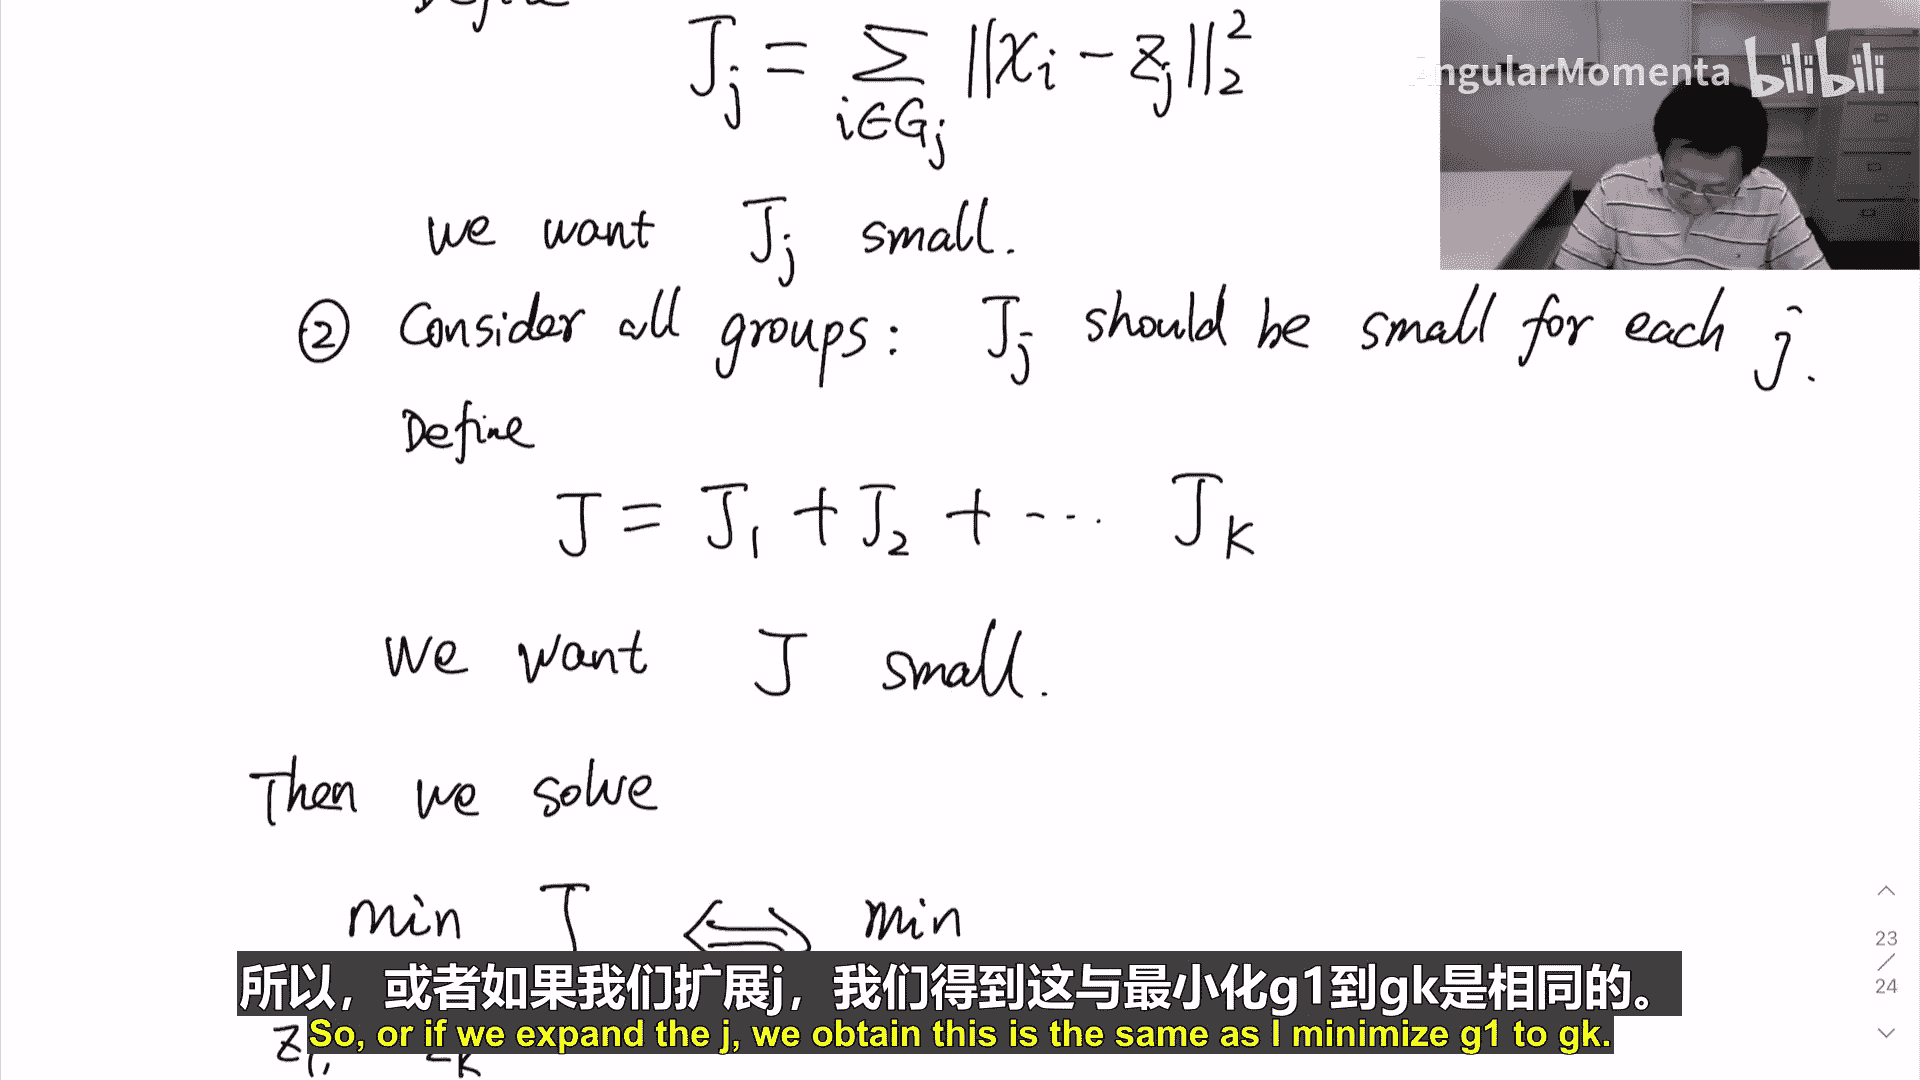 Define
J_j = Σ_{i∈G_j} ||x_i - z_j||_2^2
AngularMomenta bilibili
we want J_j small.
② Consider all groups: J_j should be small for each j.
Define
J = J_1 + J_2 + ... J_K
We want J small.
Then we solve
min J ⟺ min
23
/
24
所以，或者如果我们扩展j，我们得到这与最小化g1到gk是相同的。
So, or if we expand the j, we obtain this is the same as I minimize g1 to gk.
z_1, z_K